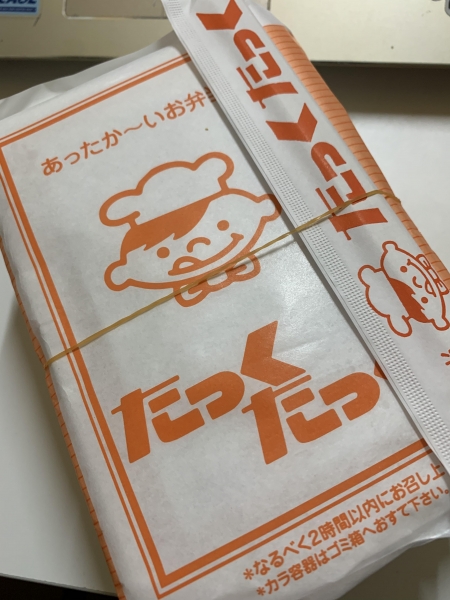 あったか〜いお弁
たっく
たっく
*なるべく2時間以内にお召し上
*カラ容器はゴミ箱へおすて下さい。
たっくたっく